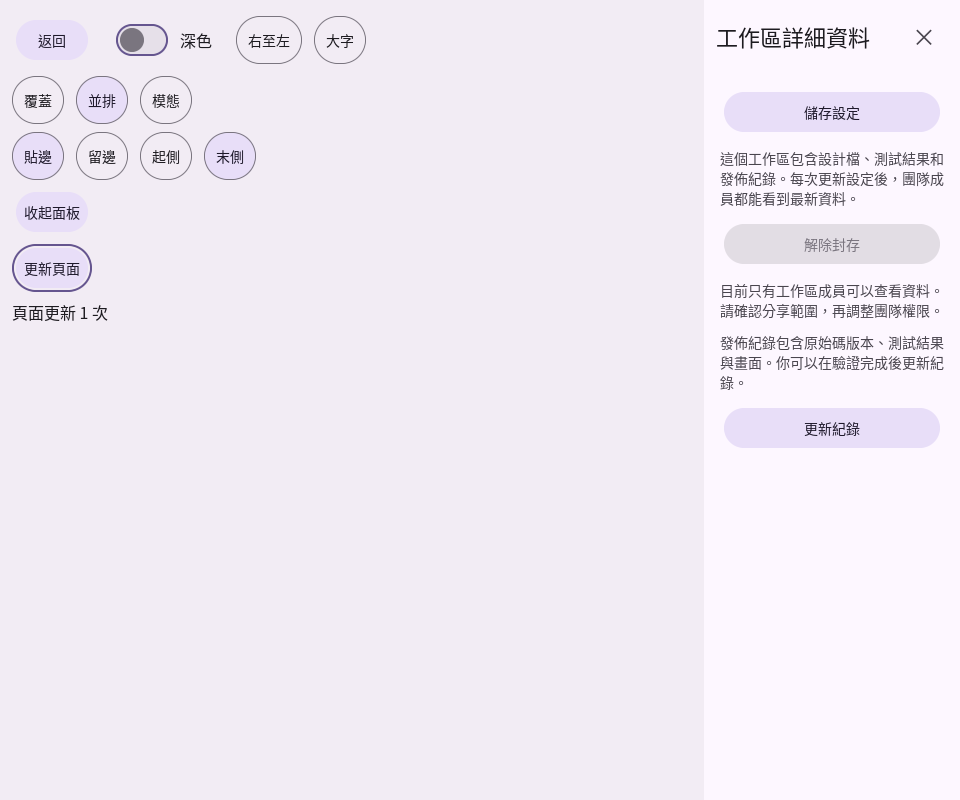 返回
深色
右至左
大字
覆蓋
並排
模態
貼邊
留邊
起側
末側
收起面板
更新頁面
頁面更新 1 次
工作區詳細資料
儲存設定
這個工作區包含設計檔、測試結果和
發佈紀錄。每次更新設定後，團隊成
員都能看到最新資料。
解除封存
目前只有工作區成員可以查看資料。
請確認分享範圍，再調整團隊權限。
發佈紀錄包含原始碼版本、測試結果
與畫面。你可以在驗證完成後更新紀
錄。
更新紀錄